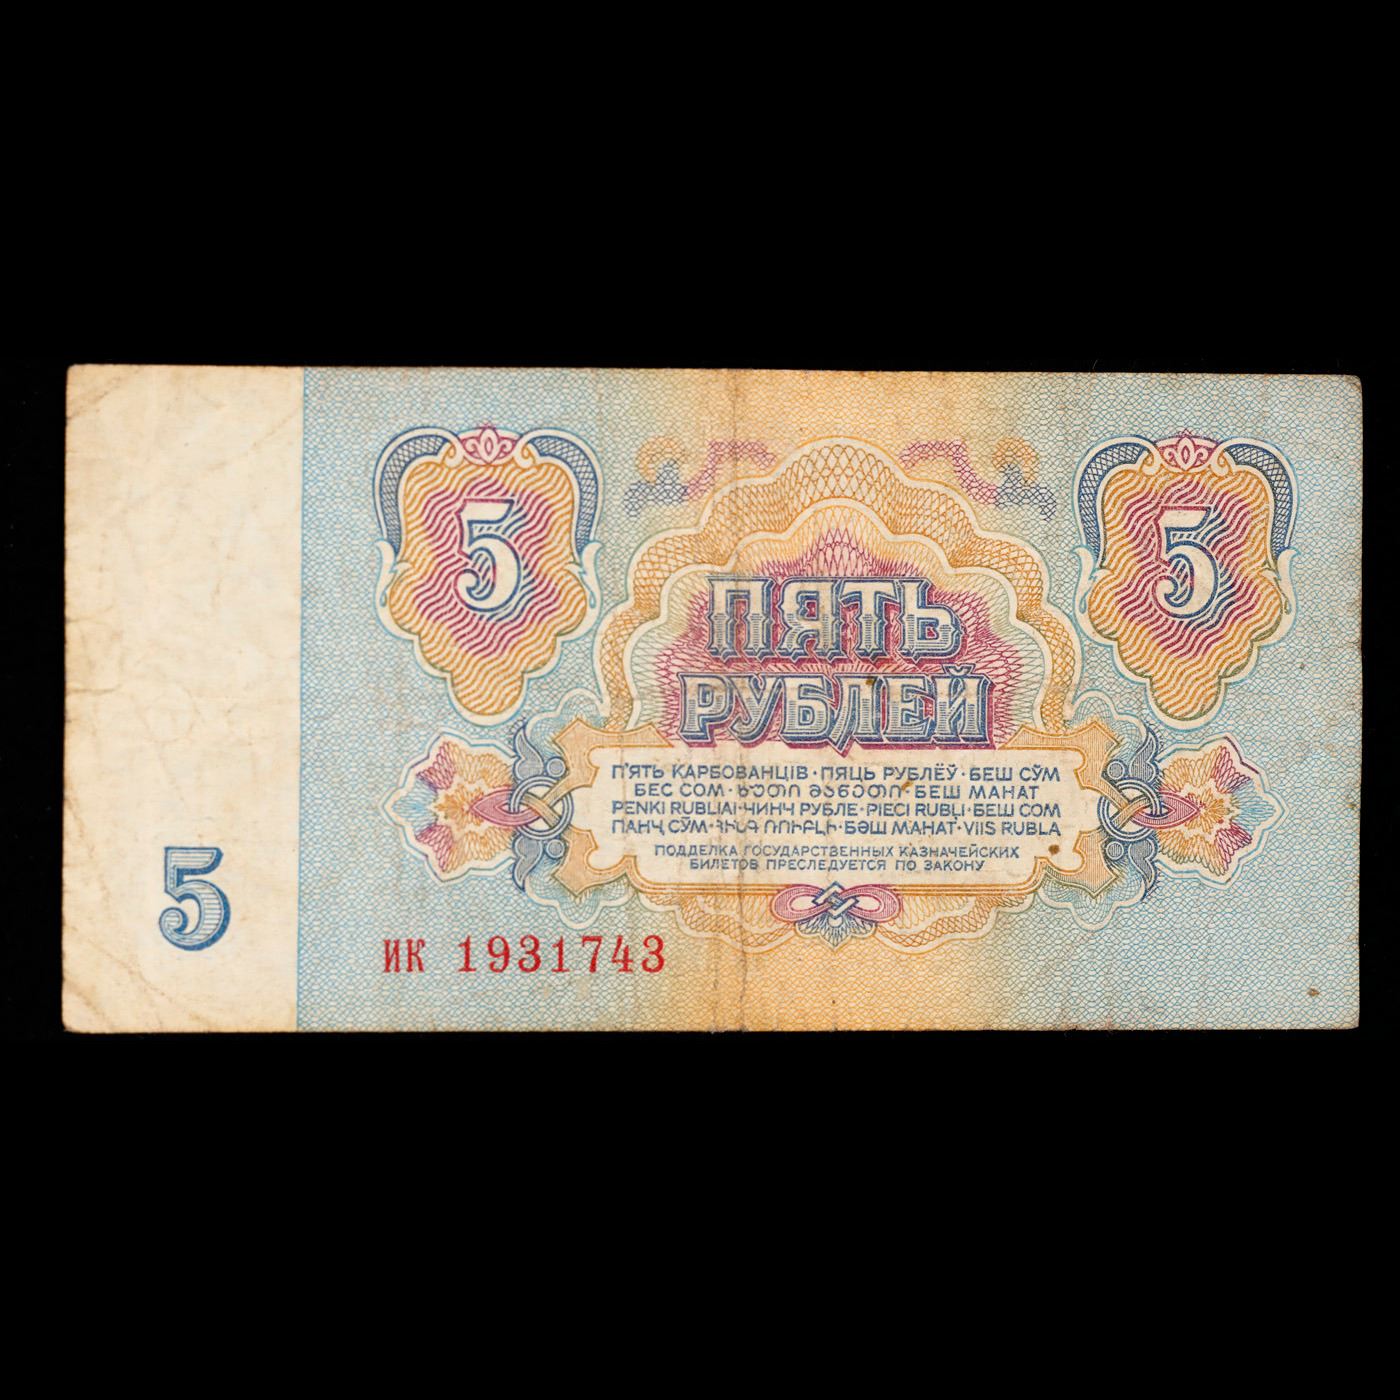 5
5
ПЯТЬ
РУБЛЕЙ
П'ЯТЬ КАРБОВАНЦІВ · ПЯЦЬ РУБЛЁЎ · БЕШ СЎМ
БЕС СОМ · ხუთი მანეთი · БЕШ МАНАТ
PENKI RUBLIAI · ЧИНЧ РУБЛЕ · PIECI RUBĻI · БЕШ СОМ
ПАНҶ СӮМ · ՀԻՆԳ ՌՈՒԲԼԻ · БӘШ МАНАТ · VIIS RUBLA
ПОДДЕЛКА ГОСУДАРСТВЕННЫХ КАЗНАЧЕЙСКИХ
БИЛЕТОВ ПРЕСЛЕДУЕТСЯ ПО ЗАКОНУ
5
ИК 1931743